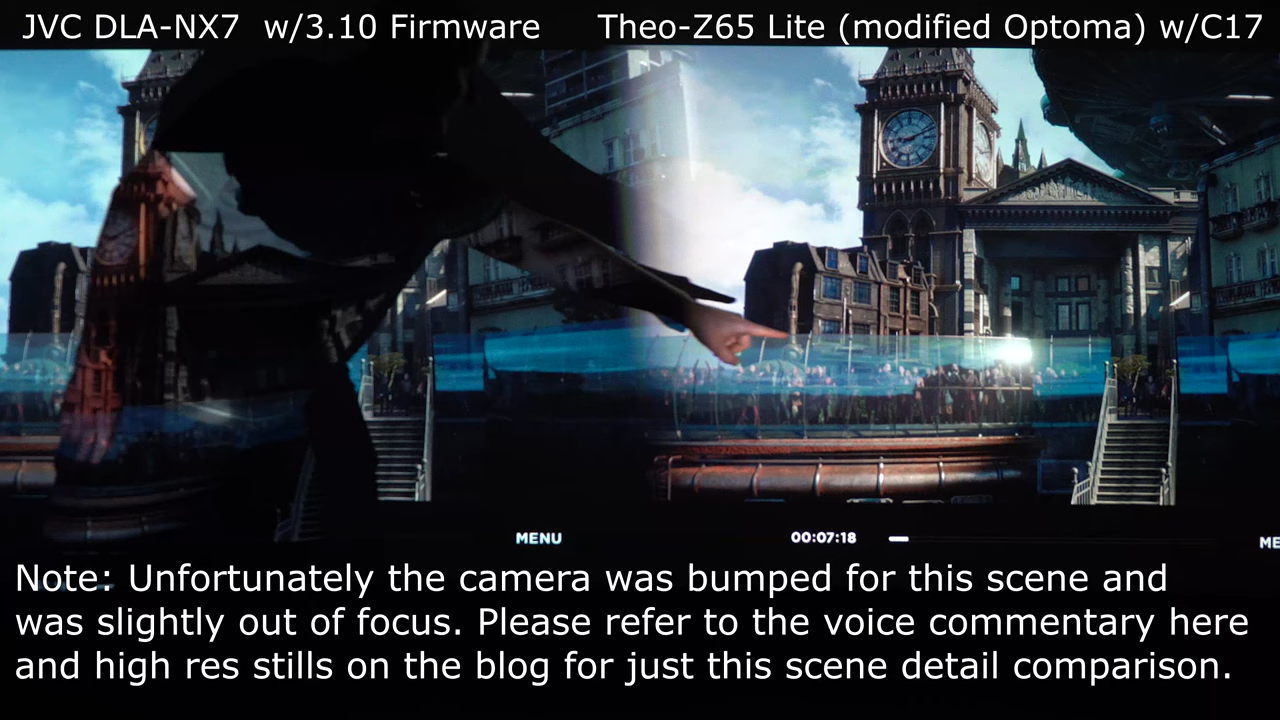 JVC DLA-NX7 w/3.10 Firmware
Theo-Z65 Lite (modified Optoma) w/C17
MENU
00:07:18
ME
Note: Unfortunately the camera was bumped for this scene and
was slightly out of focus. Please refer to the voice commentary here
and high res stills on the blog for just this scene detail comparison.